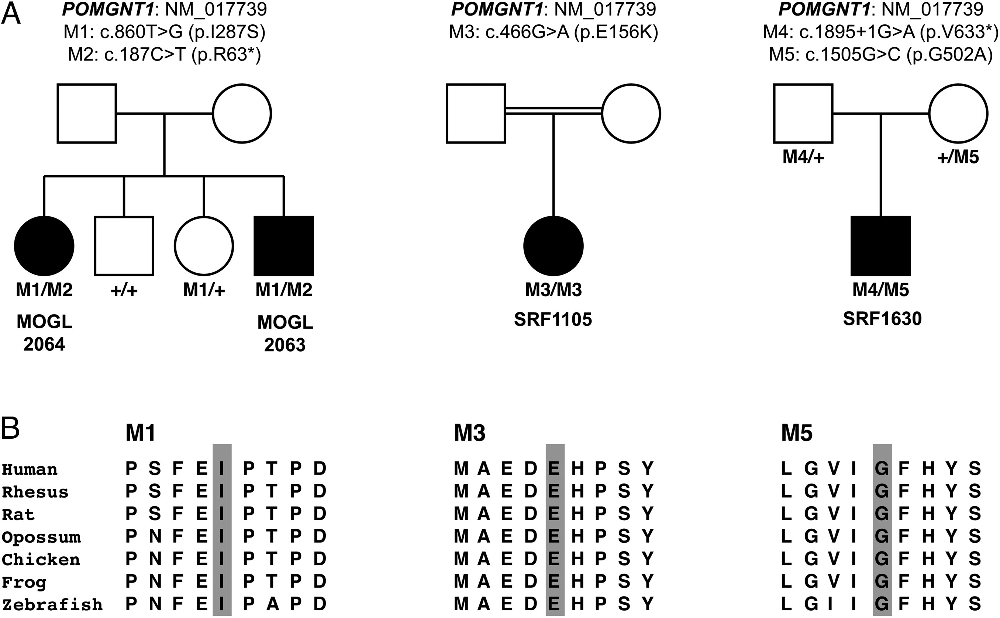 A
POMGNT1: NM_017739
M1: c.860T>G (p.I287S)
M2: c.187C>T (p.R63*)
POMGNT1: NM_017739
M3: c.466G>A (p.E156K)
POMGNT1: NM_017739
M4: c.1895+1G>A (p.V633*)
M5: c.1505G>C (p.G502A)
M4/+
+/M5
M1/M2
+/+
M1/+
M1/M2
M3/M3
M4/M5
MOGL
2064
MOGL
2063
SRF1105
SRF1630
B
M1
M3
M5
Human P S F E I P T P D M A E D E H P S Y L G V I G F H Y S
Rhesus P S F E I P T P D M A E D E H P S Y L G V I G F H Y S
Rat P S F E I P T P D M A E D E H P S Y L G V I G F H Y S
Opossum P N F E I P T P D M A E D E H P S Y L G V I G F H Y S
Chicken P N F E I P T P D M A E D E H P S Y L G V I G F H Y S
Frog P N F E I P T P D M A E D E H P S Y L G V I G F H Y S
Zebrafish P N F E I P A P D M A E D E H P S Y L G I I G F H Y S